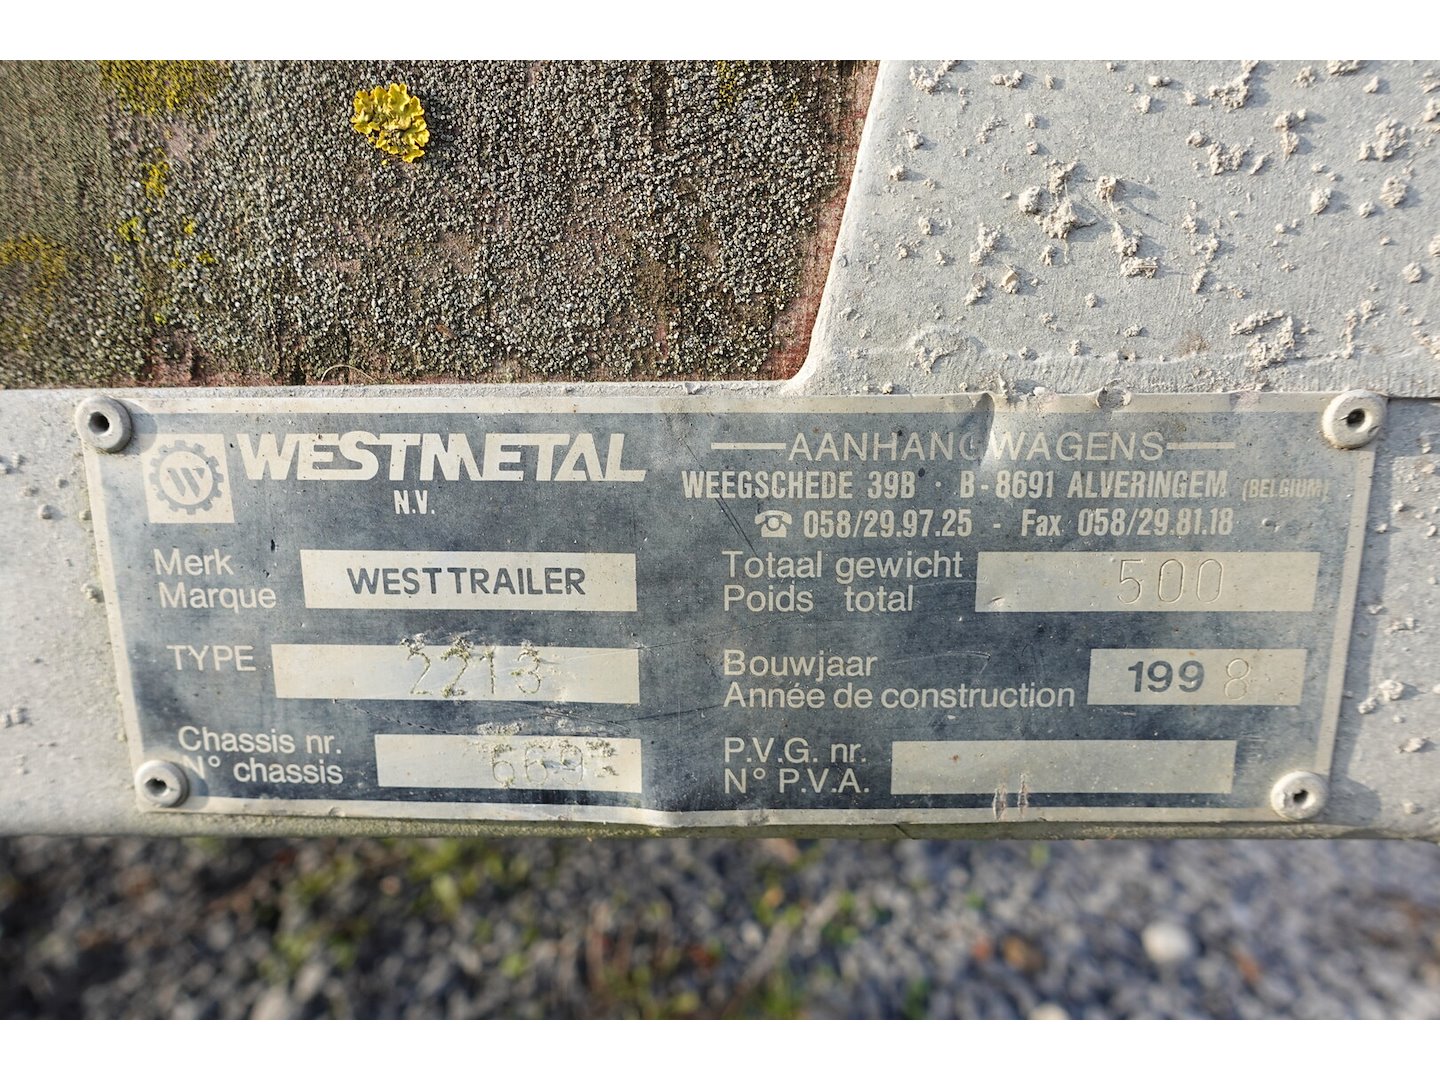 W WESTMETAL
N.V.
AANHANGWAGENS
WEEGSCHEDE 39B · B-8691 ALVERINGEM (BELGIUM)
☎ 058/29.97.25 - Fax 058/29.81.18
Merk
Marque
WESTTRAILER
TYPE 2213
Chassis nr.
N° chassis
669
Totaal gewicht
Poids total
500
Bouwjaar
Année de construction
1998
P.V.G. nr.
N° P.V.A.